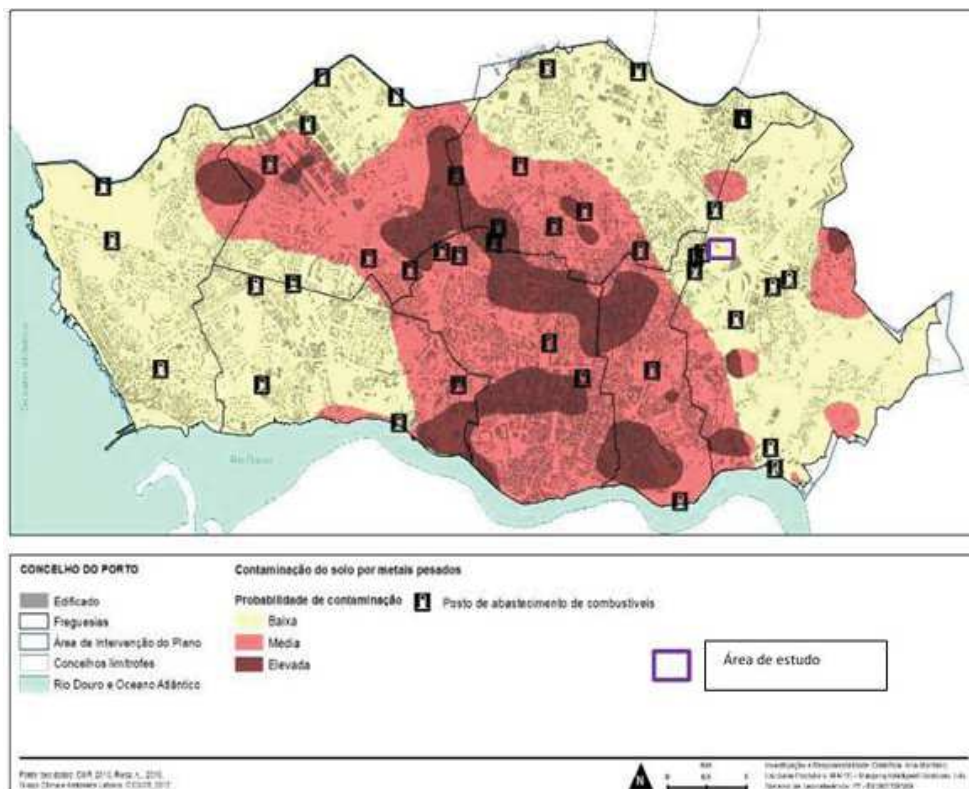 Rio Douro
CONCELHO DO PORTO
Edificado
Freguesias
Área de Intervenção do Plano
Concelhos limítrofes
Rio Douro e Oceano Atlântico
Contaminação do solo por metais pesados
Probabilidade de contaminação
Baixa
Média
Elevada
Posto de abastecimento de combustíveis
Área de estudo
N